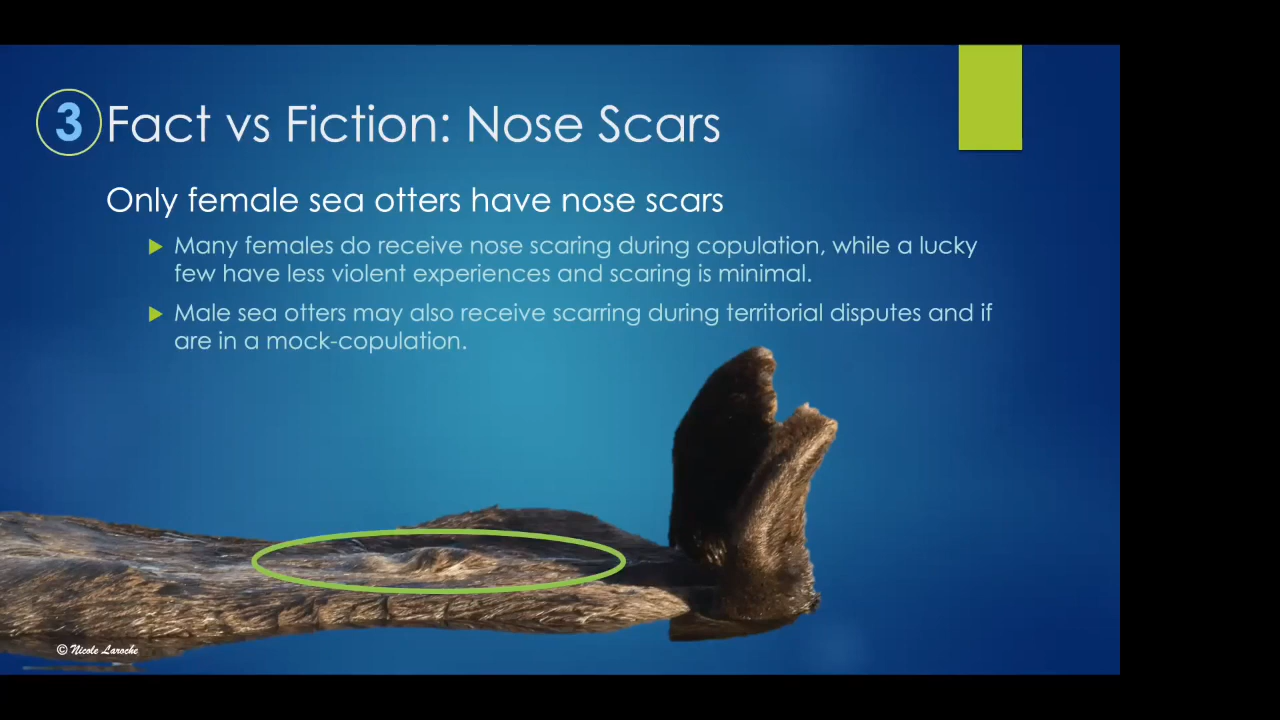 3 Fact vs Fiction: Nose Scars
Only female sea otters have nose scars
Many females do receive nose scaring during copulation, while a lucky
few have less violent experiences and scaring is minimal.
Male sea otters may also receive scarring during territorial disputes and if
are in a mock-copulation.
© Nicole Laroche